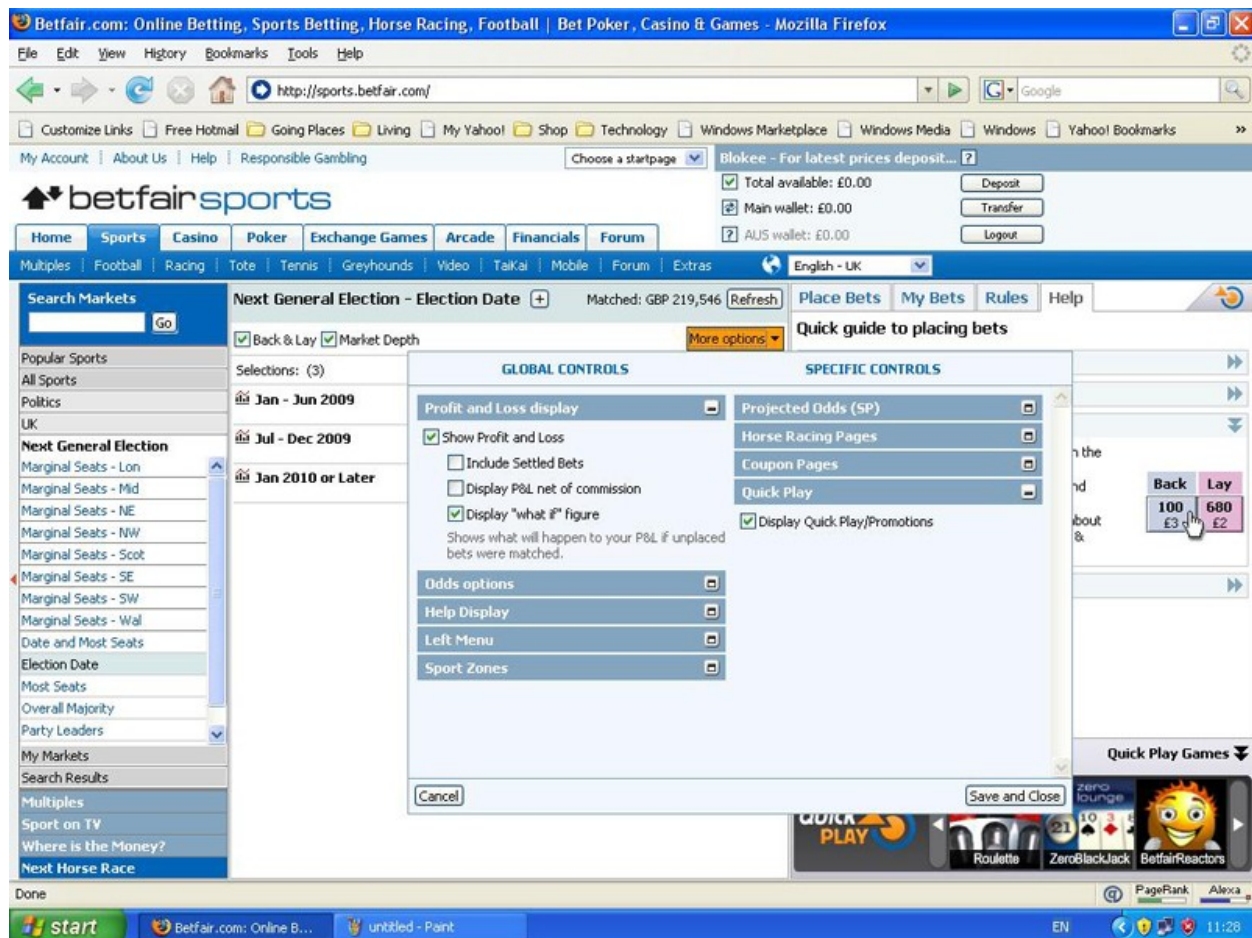 Betfair.com: Online Betting, Sports Betting, Horse Racing, Football | Bet Poker, Casino & Games - Mozilla Firefox
File Edit View History Bookmarks Tools Help
http://sports.betfair.com/
Google
Customize Links Free Hotmail Going Places Living My Yahoo! Shop Technology Windows Marketplace Windows Media Windows Yahoo! Bookmarks »
My Account | About Us | Help | Responsible Gambling
Choose a startpage
Blokee - For latest prices deposit... ?
betfairsports
Total available: £0.00 Deposit
Main wallet: £0.00 Transfer
? AUS wallet: £0.00 Logout
Home Sports Casino Poker Exchange Games Arcade Financials Forum
Multiples | Football | Racing | Tote | Tennis | Greyhounds | Video | TaiKai | Mobile | Forum | Extras
English - UK
Search Markets
Go
Popular Sports
All Sports
Politics
UK
Next General Election
Marginal Seats - Lon
Marginal Seats - Mid
Marginal Seats - NE
Marginal Seats - NW
Marginal Seats - Scot
Marginal Seats - SE
Marginal Seats - SW
Marginal Seats - Wal
Date and Most Seats
Election Date
Most Seats
Overall Majority
Party Leaders
My Markets
Search Results
Multiples
Sport on TV
Where is the Money?
Next Horse Race
Next General Election - Election Date + Matched: GBP 219,546 Refresh
Back & Lay Market Depth More options
Selections: (3)
Jan - Jun 2009
Jul - Dec 2009
Jan 2010 or Later
GLOBAL CONTROLS
Profit and Loss display
Show Profit and Loss
Include Settled Bets
Display P&L net of commission
Display "what if" figure
Shows what will happen to your P&L if unplaced
bets were matched.
Odds options
Help Display
Left Menu
Sport Zones
SPECIFIC CONTROLS
Projected Odds (SP)
Horse Racing Pages
Coupon Pages
Quick Play
Display Quick Play/Promotions
Cancel
Save and Close
Place Bets My Bets Rules Help
Quick guide to placing bets
n the
nd
bout
&
Back Lay
100 680
£3 £2
Quick Play Games
QUICK
PLAY
Roulette
zero
lounge
21 10 3
ZeroBlackJack
BetfairReactors
Done
PageRank Alexa
start
Betfair.com: Online B...
untitled - Paint
EN
11:28